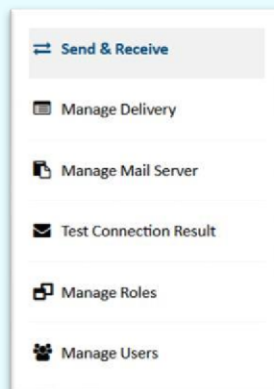 Send & Receive
Manage Delivery
Manage Mail Server
Test Connection Result
Manage Roles
Manage Users